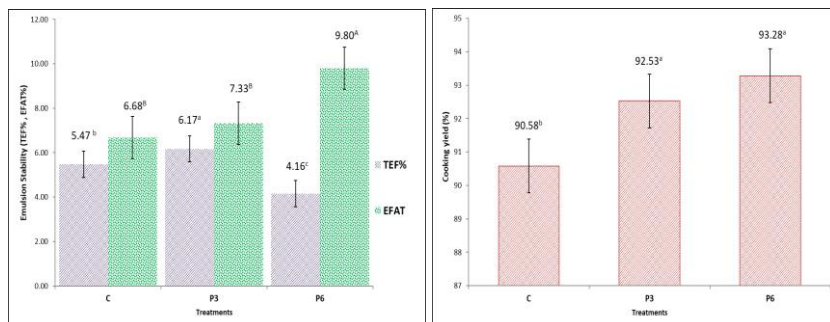 Emulsion Stability (TEF% , EFAT%)
12.00
10.00
8.00
6.00
4.00
2.00
0.00
5.47 b
6.68B
6.17a
7.33B
4.16c
9.80A
C
P3
P6
Treatments
TEF%
EFAT
Cooking yield (%)
95
94
93
92
91
90
89
88
87
90.58b
92.53a
93.28a
C
P3
P6
Treatments